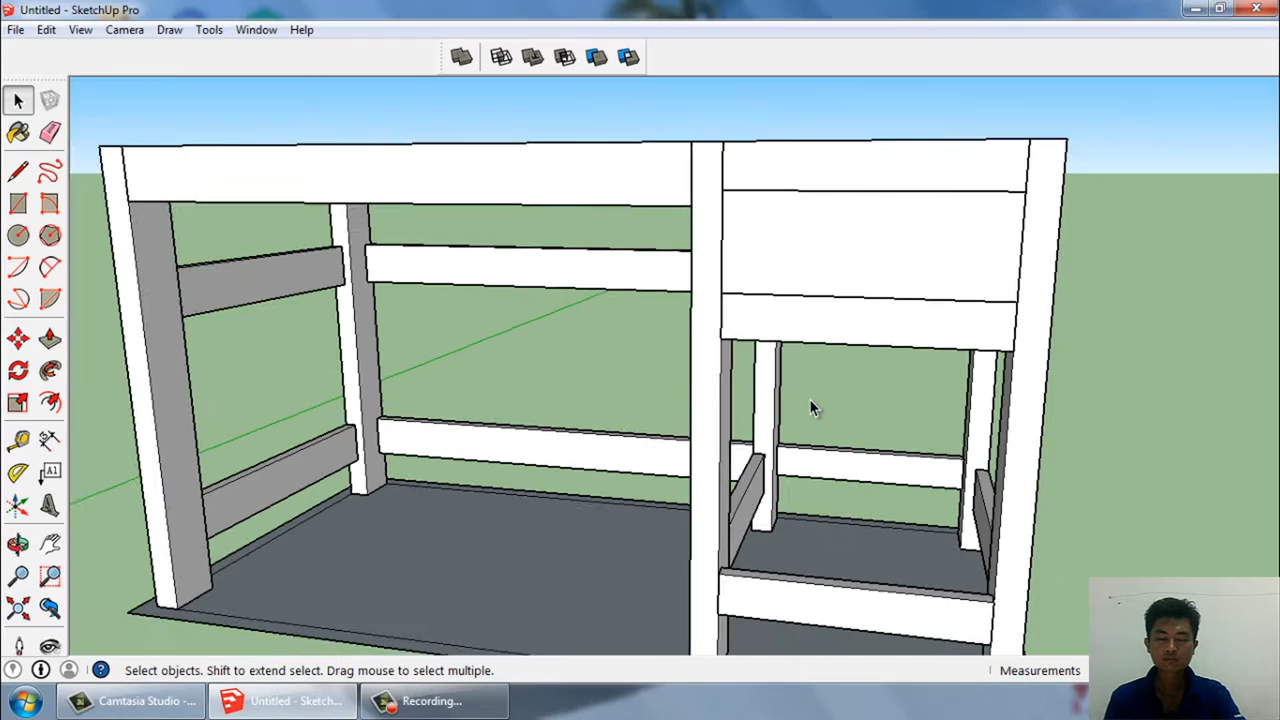 Untitled - SketchUp Pro
File Edit View Camera Draw Tools Window Help
A1
Select objects. Shift to extend select. Drag mouse to select multiple.
Measurements
Camtasia Studio -... Untitled - Sketch... Recording...